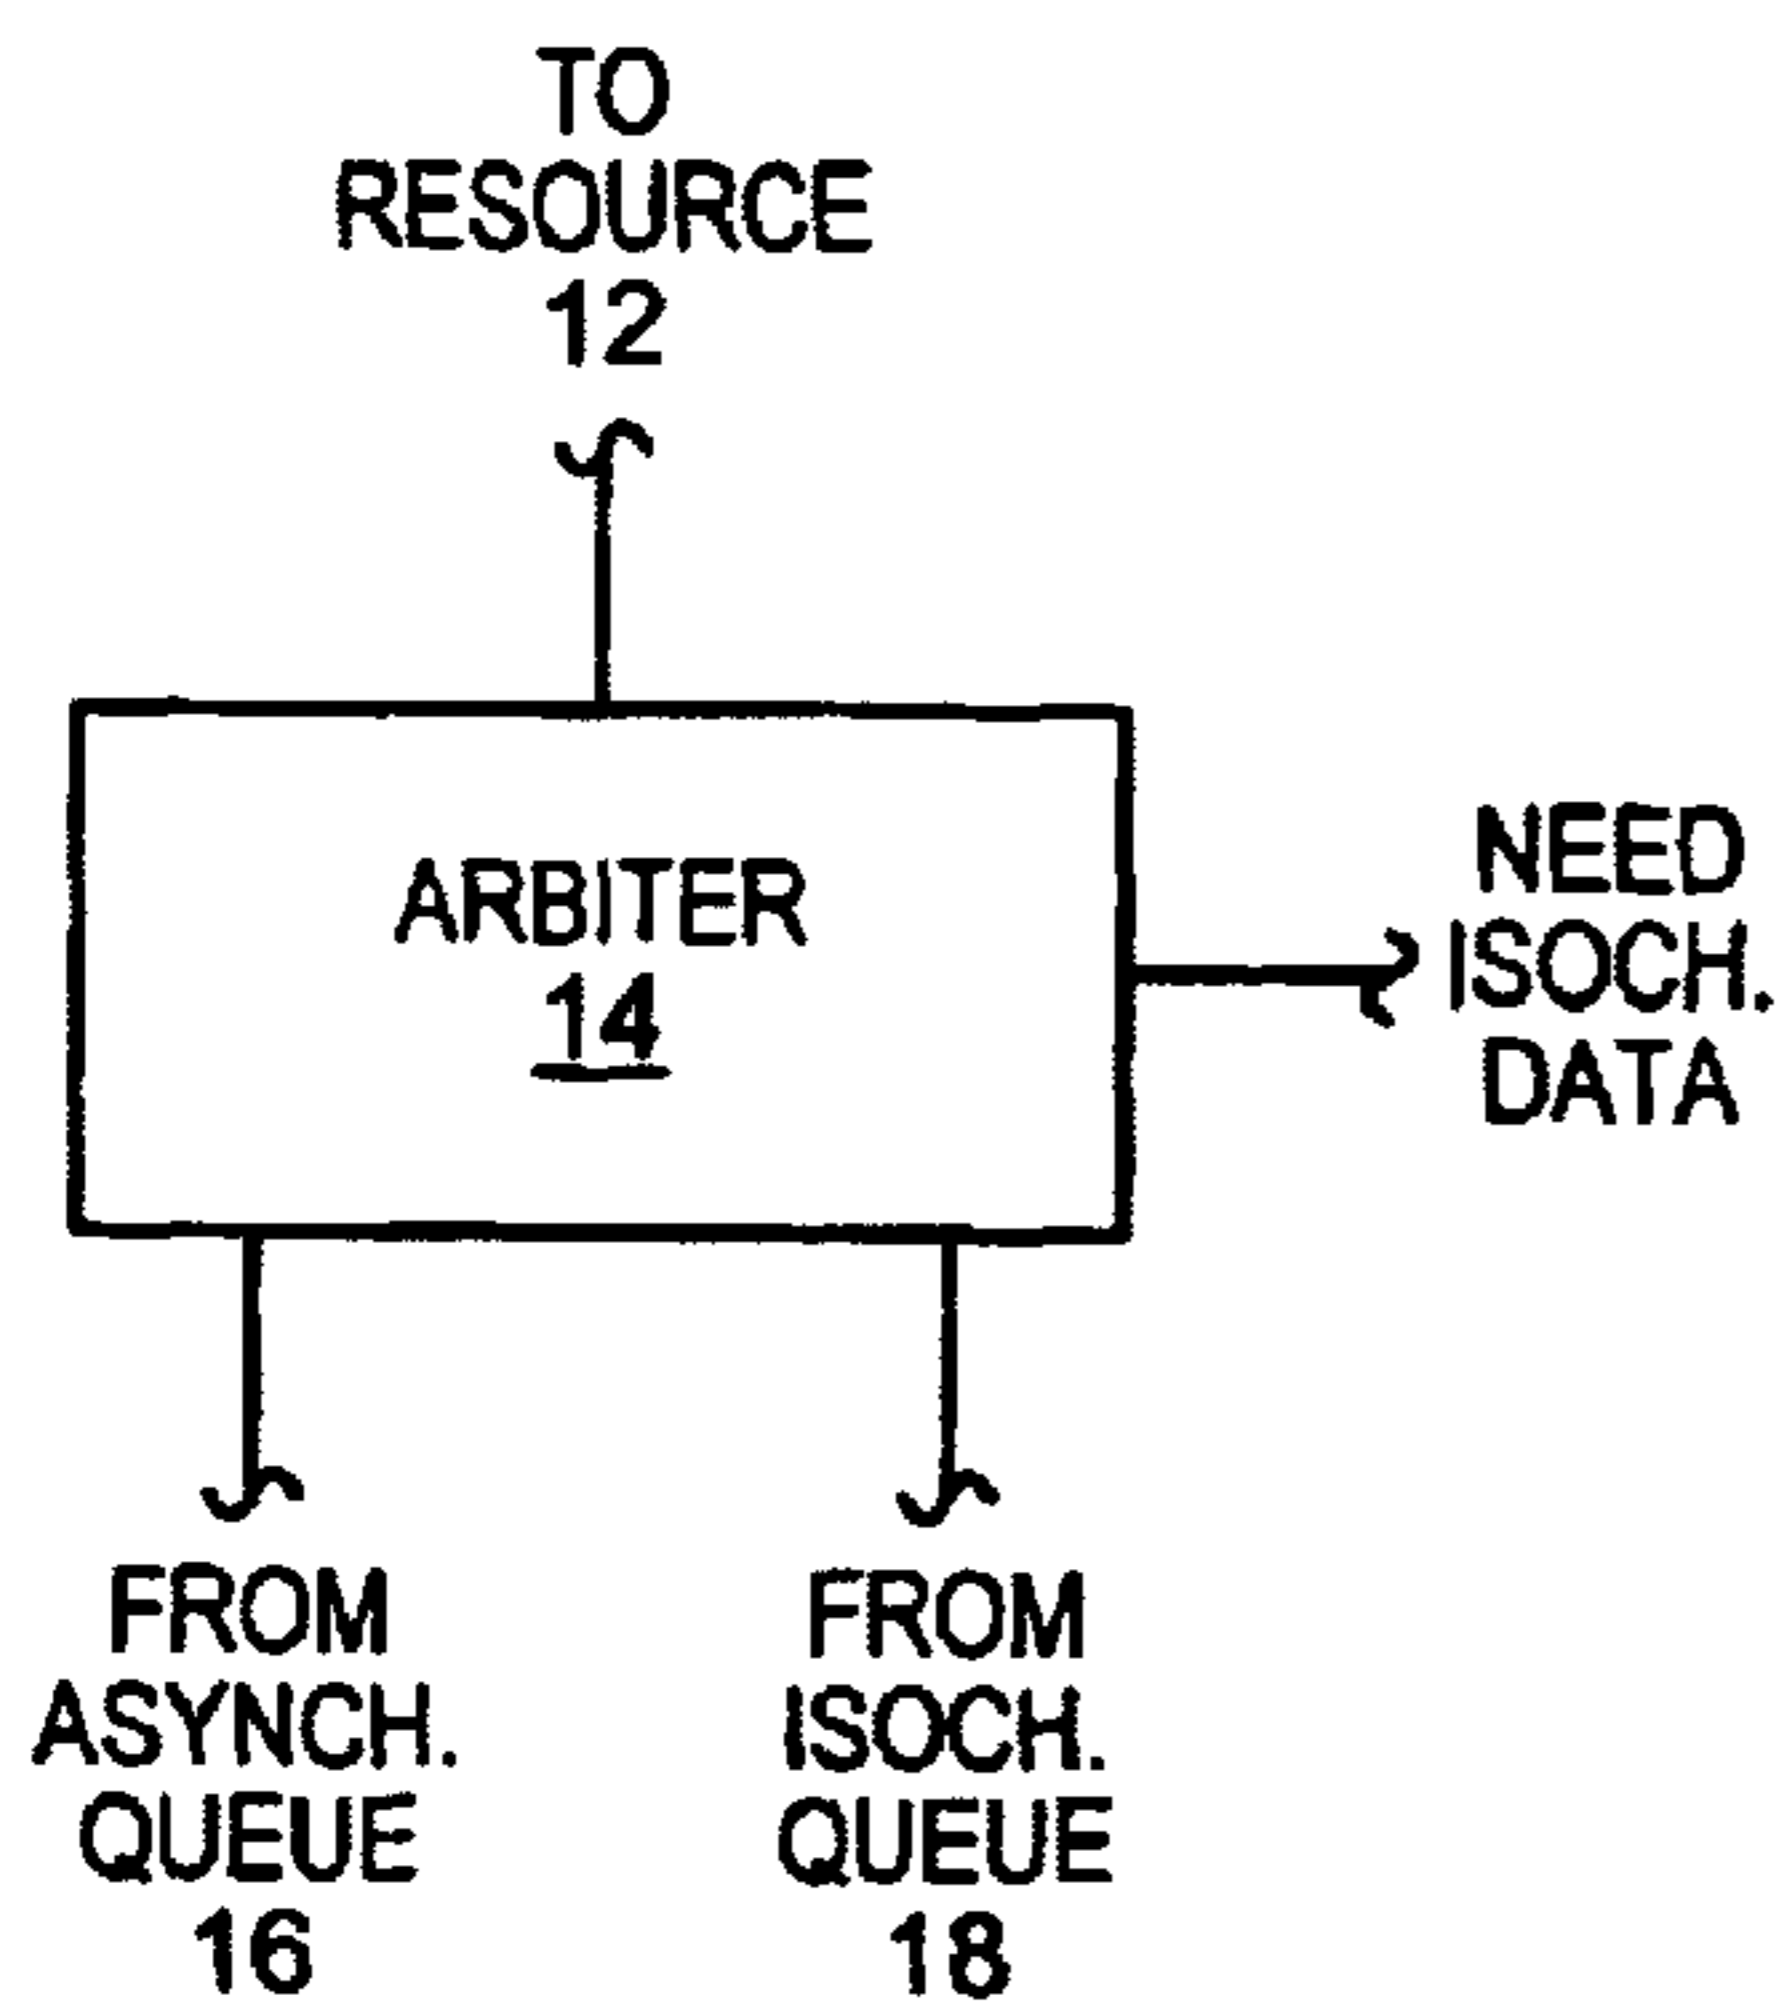 TO
RESOURCE
12
ARBITER
14
NEED
ISOCH.
DATA
FROM
ASYNCH.
QUEUE
16
FROM
ISOCH.
QUEUE
18